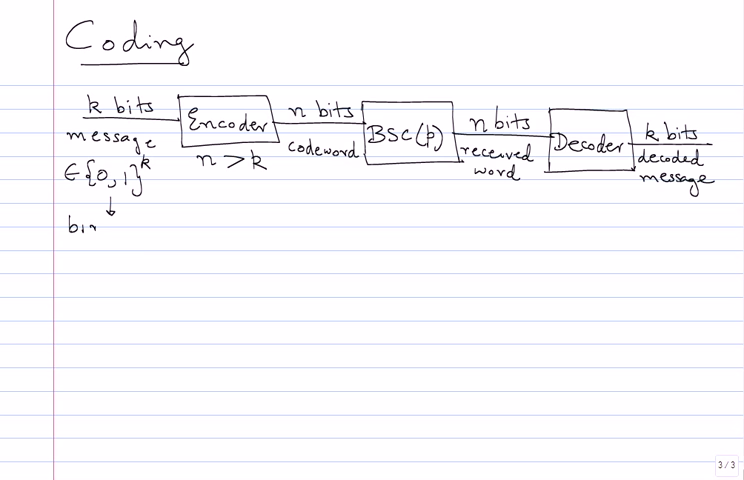 Coding
k bits
message
∈{0,1}^k
bin
Encoder
n > k
n bits
codeword
BSC(p)
n bits
received
word
Decoder
k bits
decoded
message
3 / 3